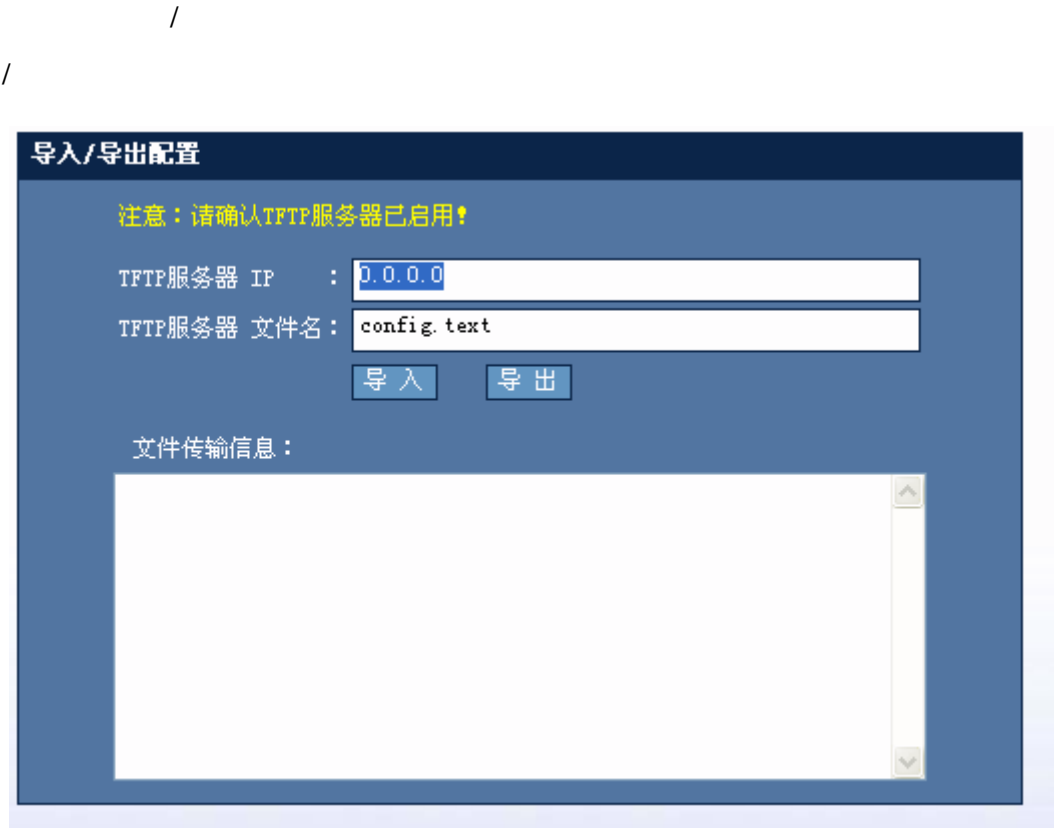 /
/
导入/导出配置
注意：请确认TFTP服务器已启用！
TFTP服务器 IP ： 0.0.0.0
TFTP服务器 文件名： config.text
导 入 导 出
文件传输信息：